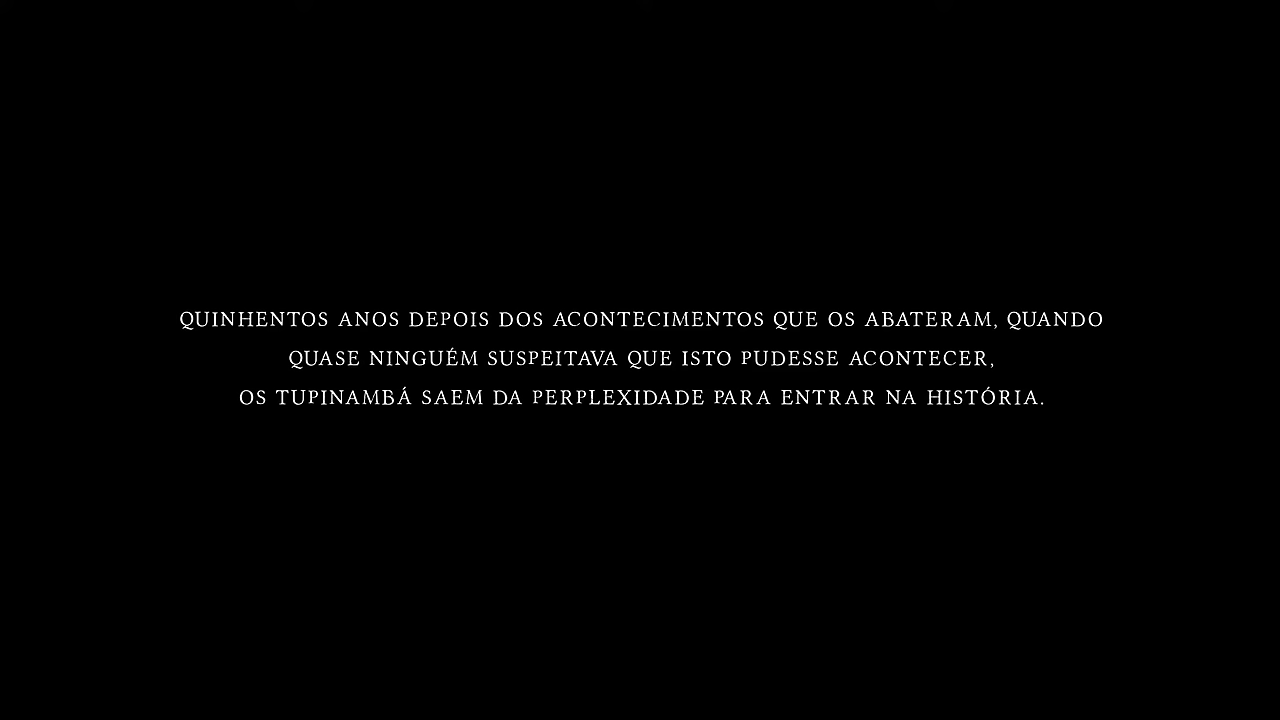 QUINHENTOS ANOS DEPOIS DOS ACONTECIMENTOS QUE OS ABATERAM, QUANDO
QUASE NINGUÉM SUSPEITAVA QUE ISTO PUDESSE ACONTECER,
OS TUPINAMBÁ SAEM DA PERPLEXIDADE PARA ENTRAR NA HISTÓRIA.